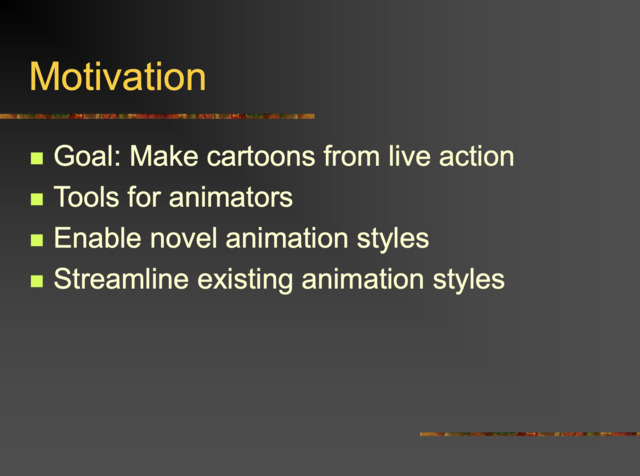 Motivation
Goal: Make cartoons from live action
Tools for animators
Enable novel animation styles
Streamline existing animation styles